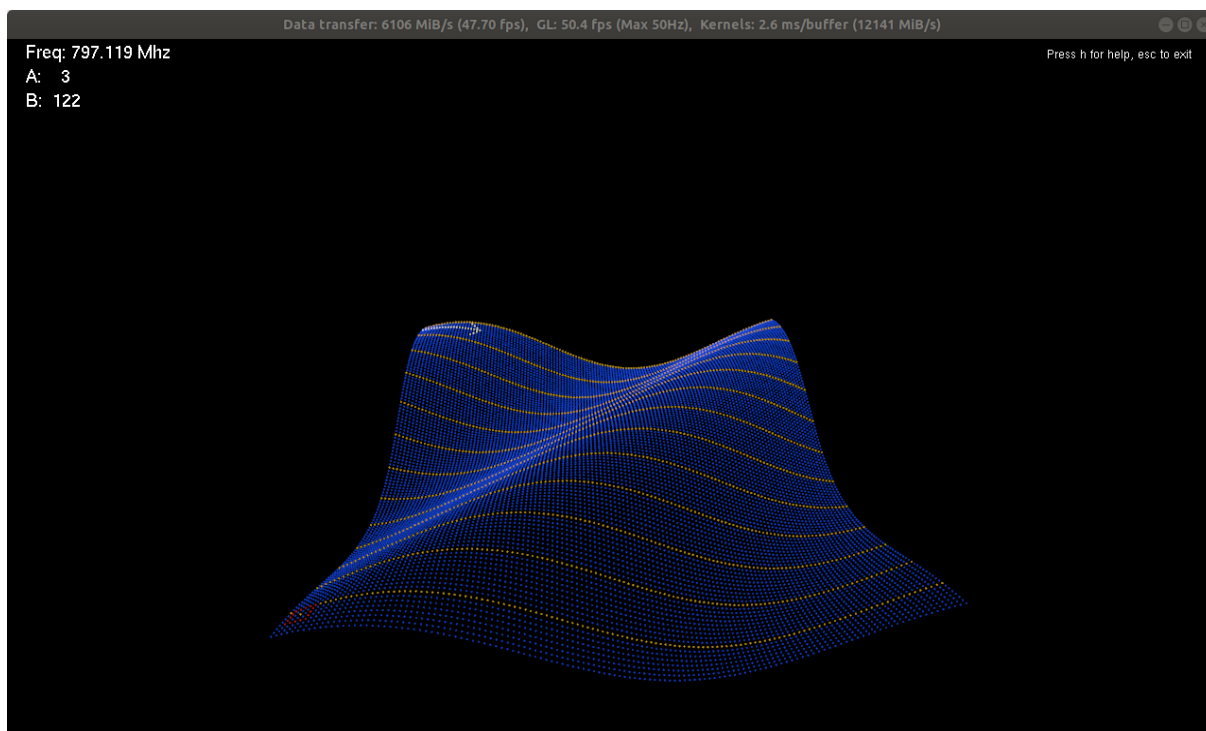 Data transfer: 6106 MiB/s (47.70 fps), GL: 50.4 fps (Max 50Hz), Kernels: 2.6 ms/buffer (12141 MiB/s)
Freq: 797.119 Mhz
Press h for help, esc to exit
A: 3
B: 122